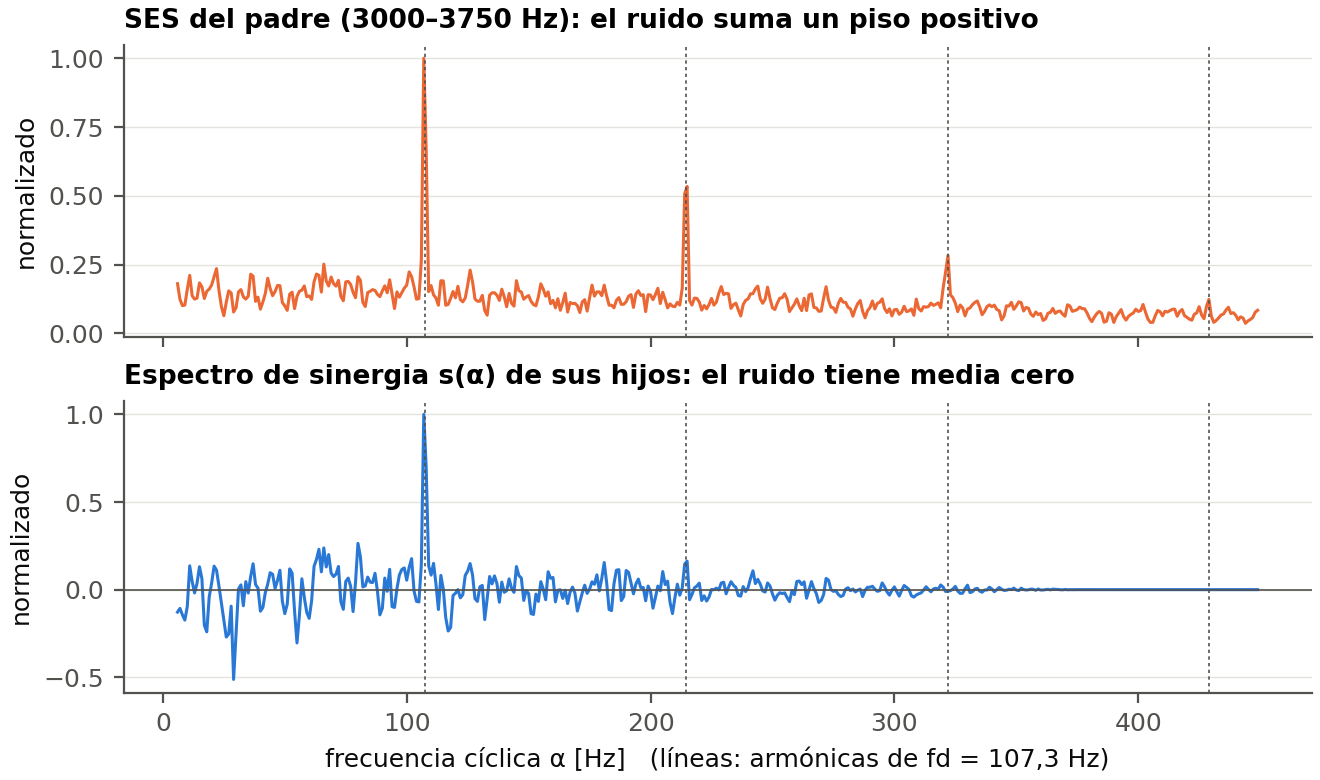 SES del padre (3000–3750 Hz): el ruido suma un piso positivo
1.00
0.75
0.50
0.25
0.00
normalizado
Espectro de sinergia s(α) de sus hijos: el ruido tiene media cero
1.0
0.5
0.0
−0.5
normalizado
0 100 200 300 400
frecuencia cíclica α [Hz] (líneas: armónicas de fd = 107,3 Hz)